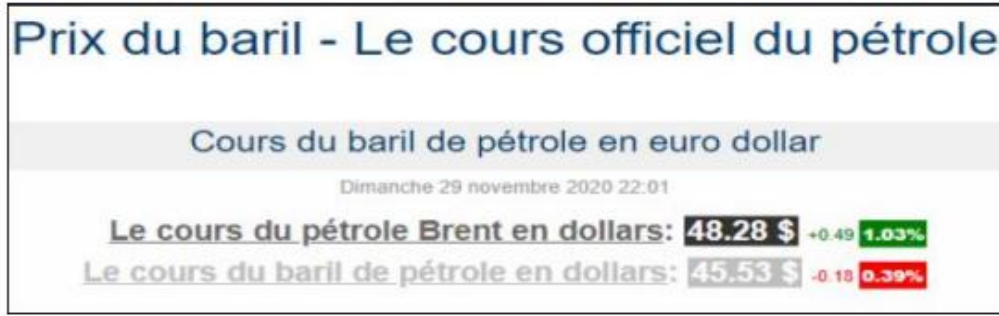 Prix du baril - Le cours officiel du pétrole
Cours du baril de pétrole en euro dollar
Dimanche 29 novembre 2020 22:01
Le cours du pétrole Brent en dollars: 48.28 $ +0.49 1.03%
Le cours du baril de pétrole en dollars: 45.53 $ -0.18 0.39%